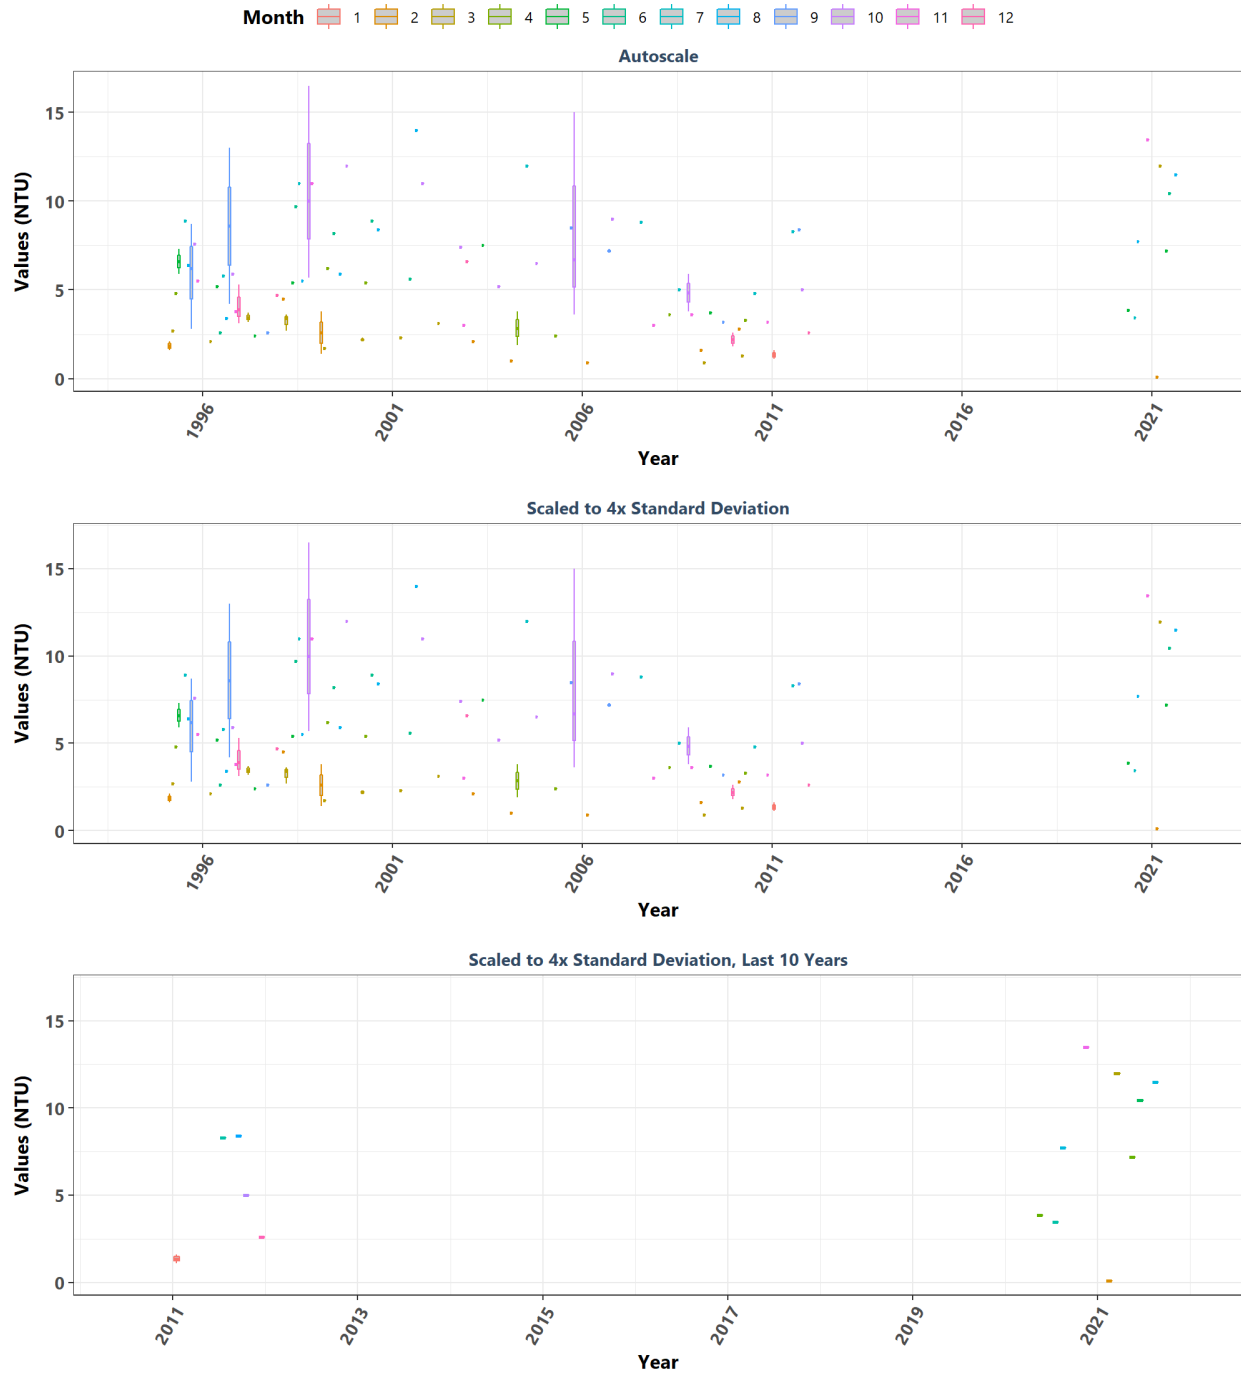 Month 1 2 3 4 5 6 7 8 9 10 11 12
Autoscale
Values (NTU)
15
10
5
0
1996 2001 2006 2011 2016 2021
Year
Scaled to 4x Standard Deviation
Values (NTU)
15
10
5
0
1996 2001 2006 2011 2016 2021
Year
Scaled to 4x Standard Deviation, Last 10 Years
Values (NTU)
15
10
5
0
2011 2013 2015 2017 2019 2021
Year